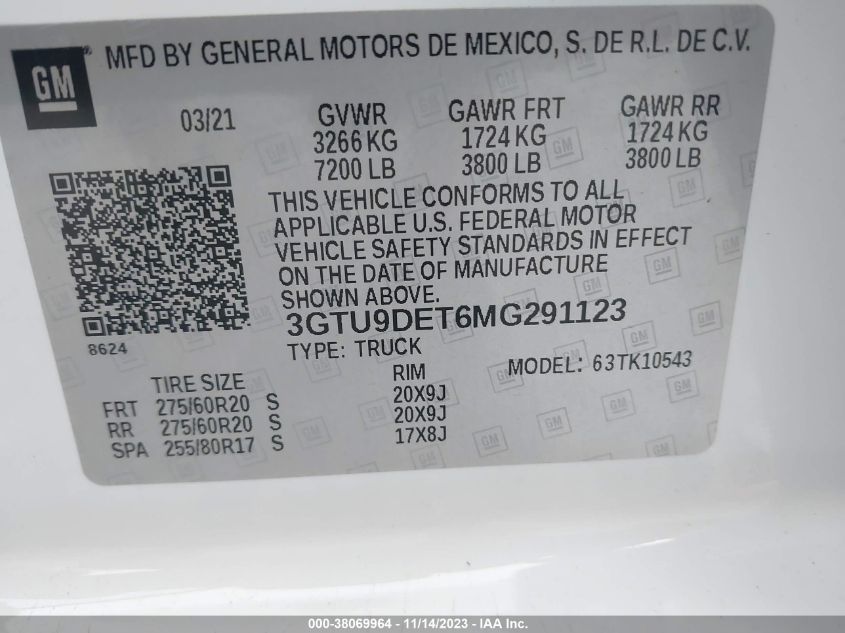 GM
MFD BY GENERAL MOTORS DE MEXICO, S. DE R.L. DE C.V.
03/21 GVWR GAWR FRT GAWR RR
3266 KG 1724 KG 1724 KG
7200 LB 3800 LB 3800 LB
THIS VEHICLE CONFORMS TO ALL
APPLICABLE U.S. FEDERAL MOTOR
VEHICLE SAFETY STANDARDS IN EFFECT
ON THE DATE OF MANUFACTURE
SHOWN ABOVE.
3GTU9DET6MG291123
8624
TYPE: TRUCK MODEL: 63TK10543
TIRE SIZE RIM
FRT 275/60R20 S 20X9J
RR 275/60R20 S 20X9J
SPA 255/80R17 S 17X8J
000-38069964 - 11/14/2023 - IAA Inc.